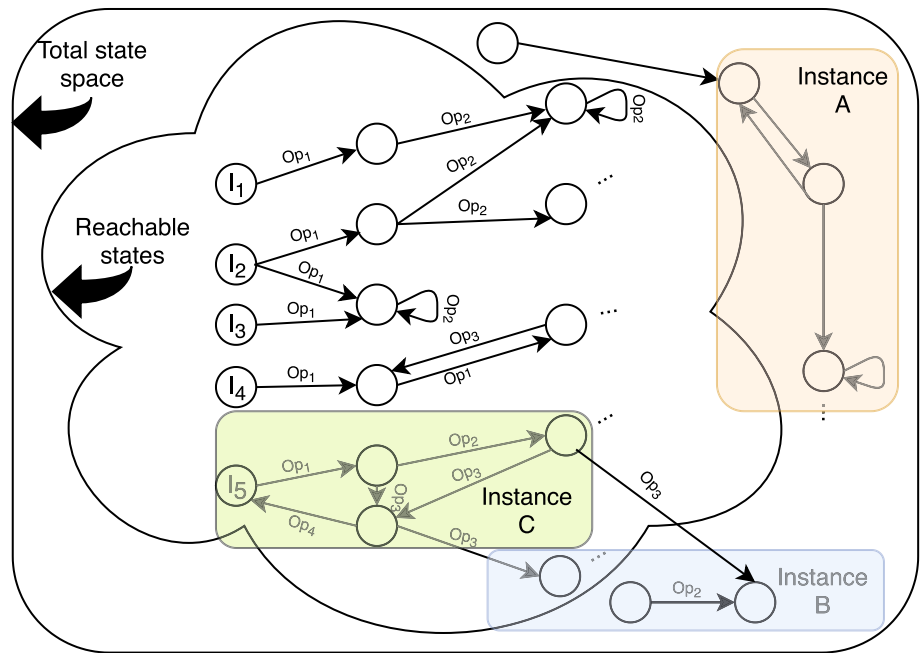 Total state
space
Instance
A
Op2
Op2
Op1
I1
Op2
Op2
Reachable
states
Op1
I2
Op1
Op2
I3
Op1
...
...
Op3
I4
Op1
Op1
...
...
Op2
Op1
Op3
I5
Op3
Instance
C
Op3
Op4
Op3
...
Instance
B
Op2